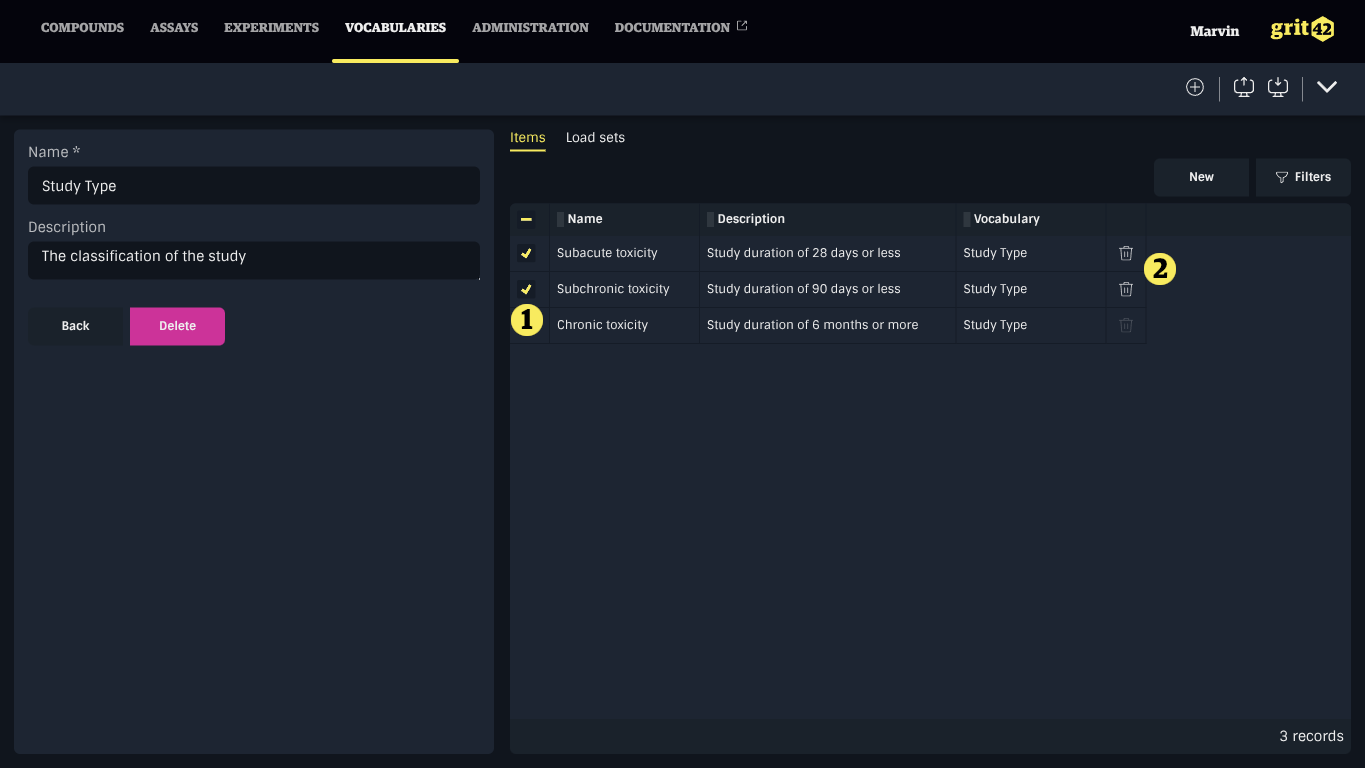 COMPOUNDS ASSAYS EXPERIMENTS VOCABULARIES ADMINISTRATION DOCUMENTATION Marvin grit42
Name *
Study Type
Description
The classification of the study
Back Delete
Items Load sets
New Filters
Name Description Vocabulary
Subacute toxicity Study duration of 28 days or less Study Type
2
Subchronic toxicity Study duration of 90 days or less Study Type
1 Chronic toxicity Study duration of 6 months or more Study Type
3 records